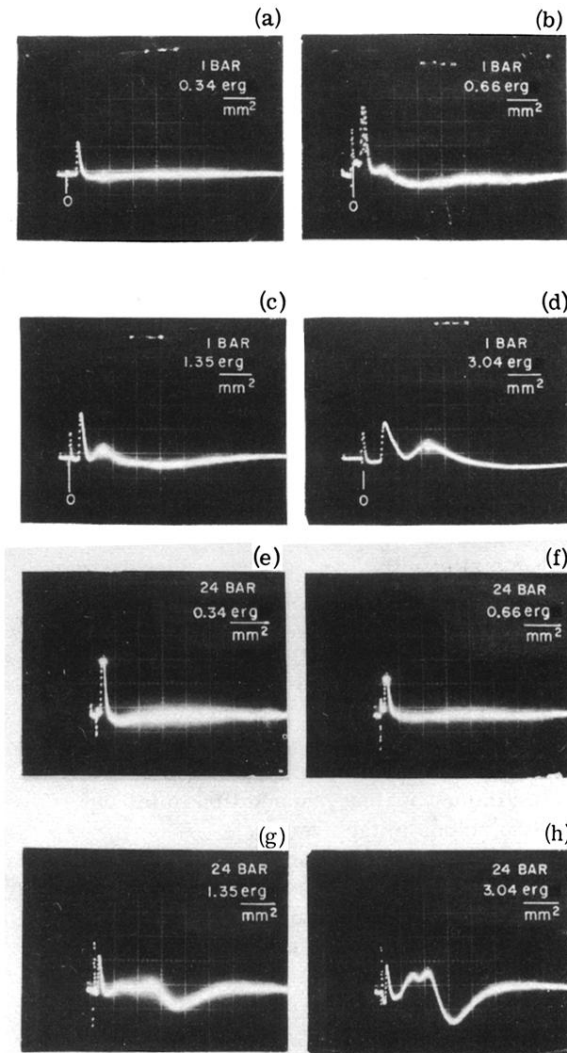 (a)
1 BAR
0.34 erg
mm²
O
(b)
1 BAR
0.66 erg
mm²
O
(c)
1 BAR
1.35 erg
mm²
O
(d)
1 BAR
3.04 erg
mm²
O
(e)
24 BAR
0.34 erg
mm²
(f)
24 BAR
0.66 erg
mm²
(g)
24 BAR
1.35 erg
mm²
(h)
24 BAR
3.04 erg
mm²